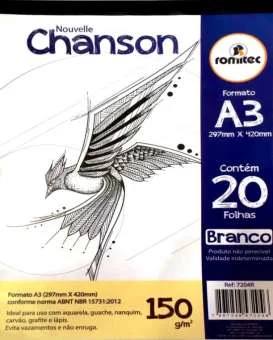 Nouvelle
Chanson
romitec
Formato
A3
297mm X 420mm
Contém
20
Folhas
Branco
Produto não perecível
Validade indeterminada
Ref: 7204R
Formato A3 (297mm X 420mm)
conforme norma ABNT NBR 15731:2012
Ideal para uso com aquarela, guache, nanquim,
carvão, grafite e lápis.
Evita vazamentos e não enruga.
150
g/m²